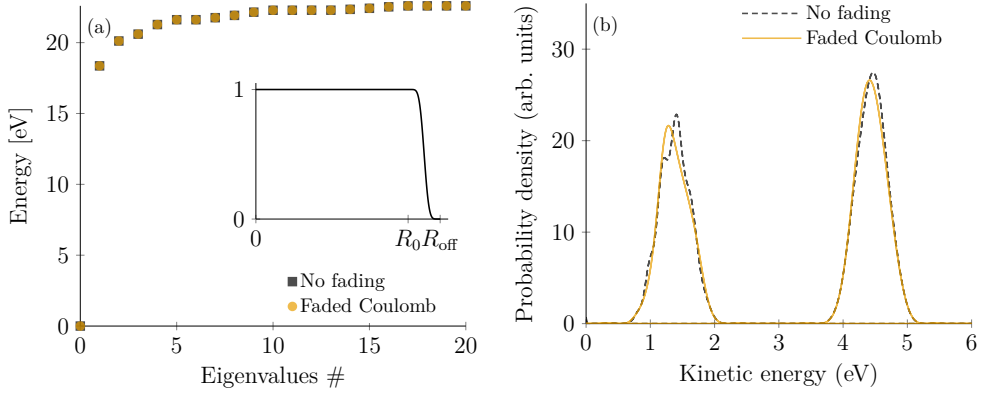 (a)
20
15
10
5
0
Energy [eV]
1
0
0
R0 Roff
No fading
Faded Coulomb
0 5 10 15 20
Eigenvalues #
(b)
No fading
Faded Coulomb
30
20
10
0
Probability density (arb. units)
0 1 2 3 4 5 6
Kinetic energy (eV)